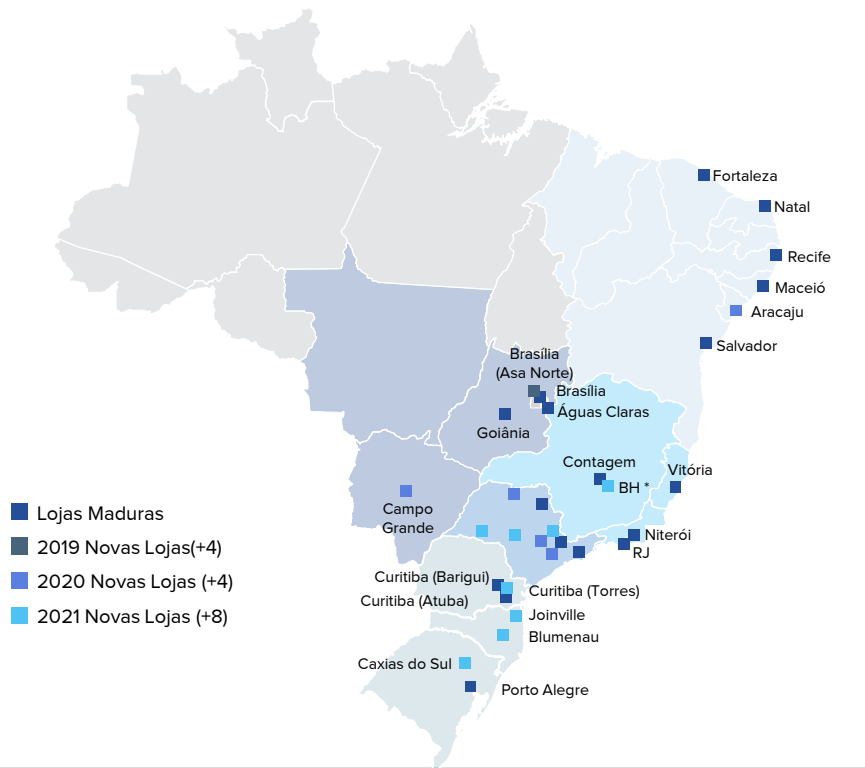 Fortaleza
Natal
Recife
Maceió
Aracaju
Salvador
Brasília
(Asa Norte)
Brasília
Águas Claras
Goiânia
Contagem
BH *
Vitória
Campo
Grande
Niterói
RJ
Lojas Maduras
2019 Novas Lojas(+4)
2020 Novas Lojas (+4)
2021 Novas Lojas (+8)
Curitiba (Barigui)
Curitiba (Torres)
Curitiba (Atuba)
Joinville
Blumenau
Caxias do Sul
Porto Alegre